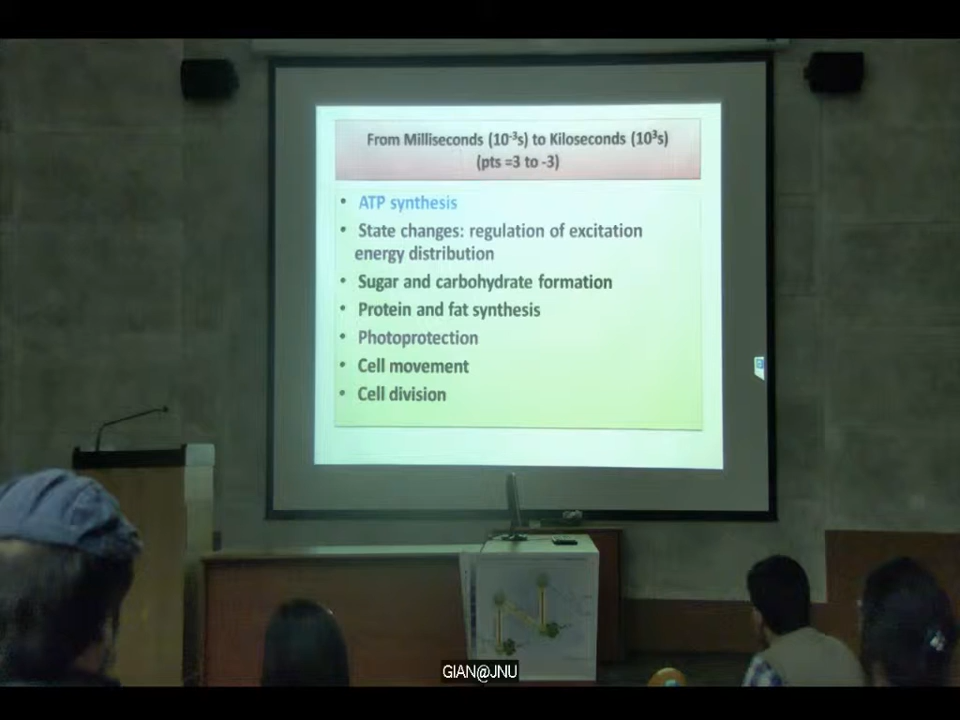 From Milliseconds (10⁻³s) to Kiloseconds (10³s)
(pts =3 to -3)
• ATP synthesis
• State changes: regulation of excitation
energy distribution
• Sugar and carbohydrate formation
• Protein and fat synthesis
• Photoprotection
• Cell movement
• Cell division
GIAN@JNU